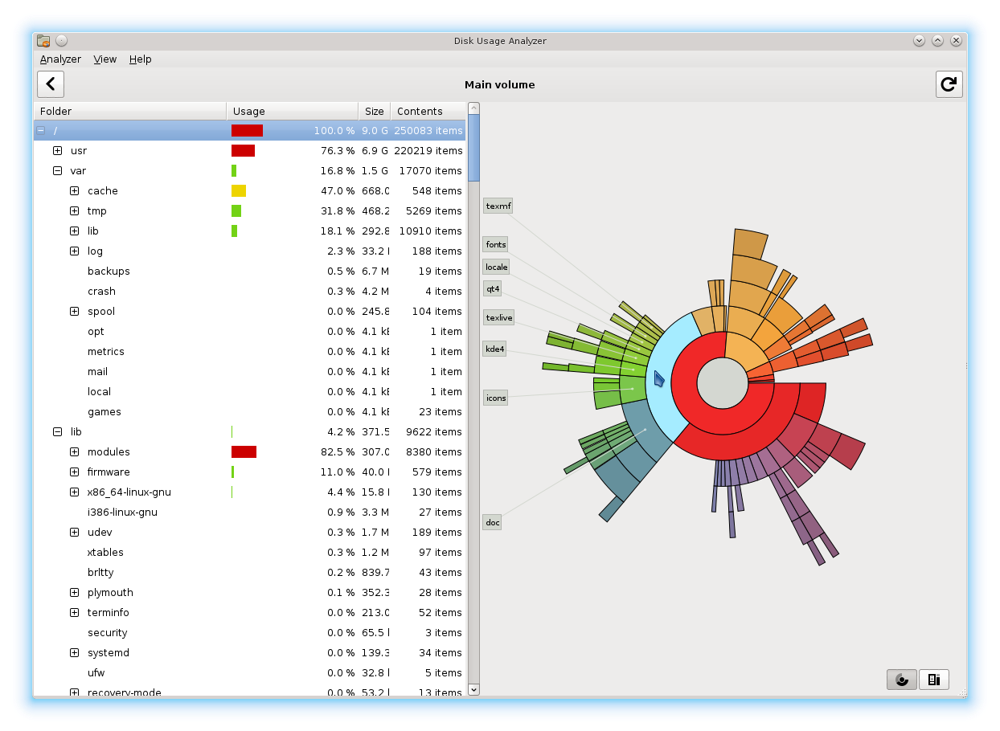 Disk Usage Analyzer
Analyzer View Help
Main volume
Folder Usage Size Contents
/ 100.0 % 9.0 G 250083 items
usr 76.3 % 6.9 G 220219 items
var 16.8 % 1.5 G 17070 items
cache 47.0 % 668.0 548 items
tmp 31.8 % 468.2 5269 items
lib 18.1 % 292.8 10910 items
log 2.3 % 33.2 188 items
backups 0.5 % 6.7 M 19 items
crash 0.3 % 4.2 M 4 items
spool 0.0 % 245.8 104 items
opt 0.0 % 4.1 kB 1 item
metrics 0.0 % 4.1 kB 1 item
mail 0.0 % 4.1 kB 1 item
local 0.0 % 4.1 kB 1 item
games 0.0 % 4.1 kB 23 items
lib 4.2 % 371.5 9622 items
modules 82.5 % 307.0 8380 items
firmware 11.0 % 40.0 579 items
x86_64-linux-gnu 4.4 % 15.8 130 items
i386-linux-gnu 0.9 % 3.3 M 27 items
udev 0.3 % 1.7 M 189 items
xtables 0.3 % 1.2 M 97 items
brltty 0.2 % 839.7 43 items
plymouth 0.1 % 352.3 28 items
terminfo 0.0 % 213.0 52 items
security 0.0 % 65.5 3 items
systemd 0.0 % 139.3 34 items
ufw 0.0 % 32.8 5 items
recovery-mode 0.0 % 53.2 13 items
texmf
fonts
locale
qt4
texlive
kde4
icons
doc